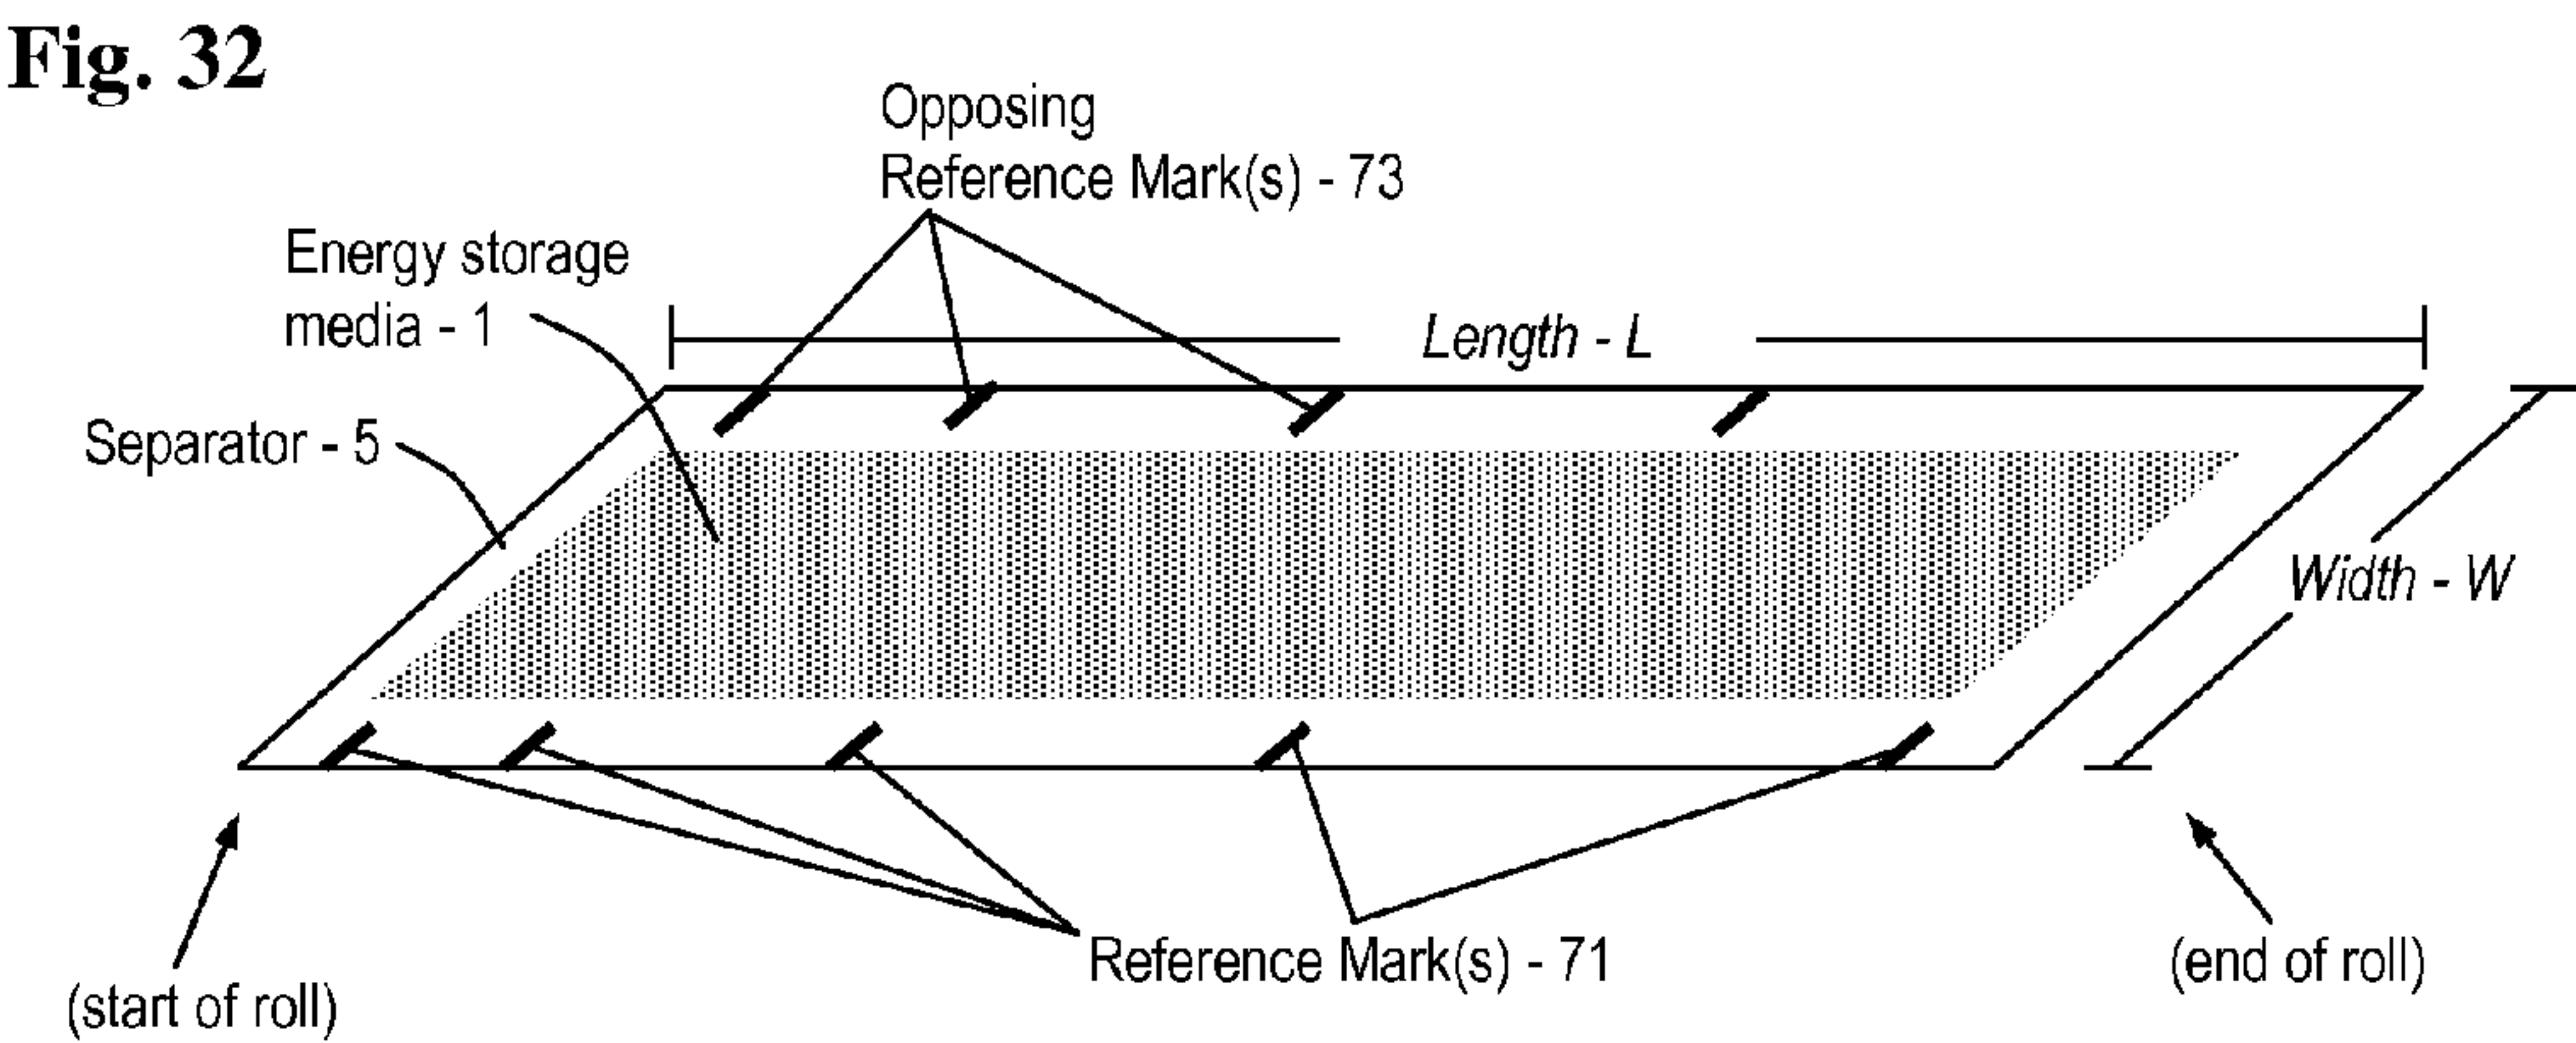 Fig. 32
Opposing
Reference Mark(s) - 73
Energy storage
media - 1
Length - L
Separator - 5
Width - W
Reference Mark(s) - 71
(end of roll)
(start of roll)